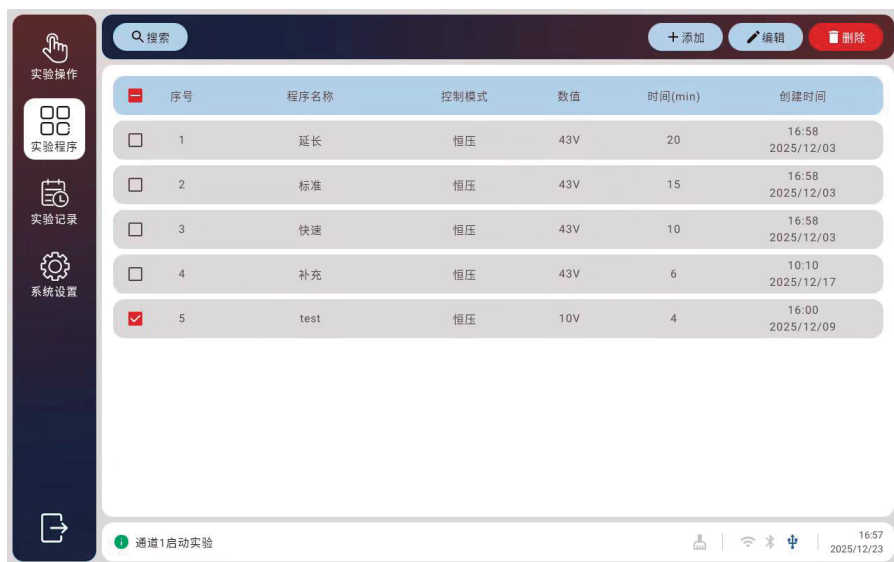 实验操作
实验程序
实验记录
系统设置
搜索
添加
编辑
删除
序号 程序名称 控制模式 数值 时间(min) 创建时间
1 延长 恒压 43V 20 16:58
2025/12/03
2 标准 恒压 43V 15 16:58
2025/12/03
3 快速 恒压 43V 10 16:58
2025/12/03
4 补充 恒压 43V 6 10:10
2025/12/17
5 test 恒压 10V 4 16:00
2025/12/09
通道1启动实验
16:57
2025/12/23